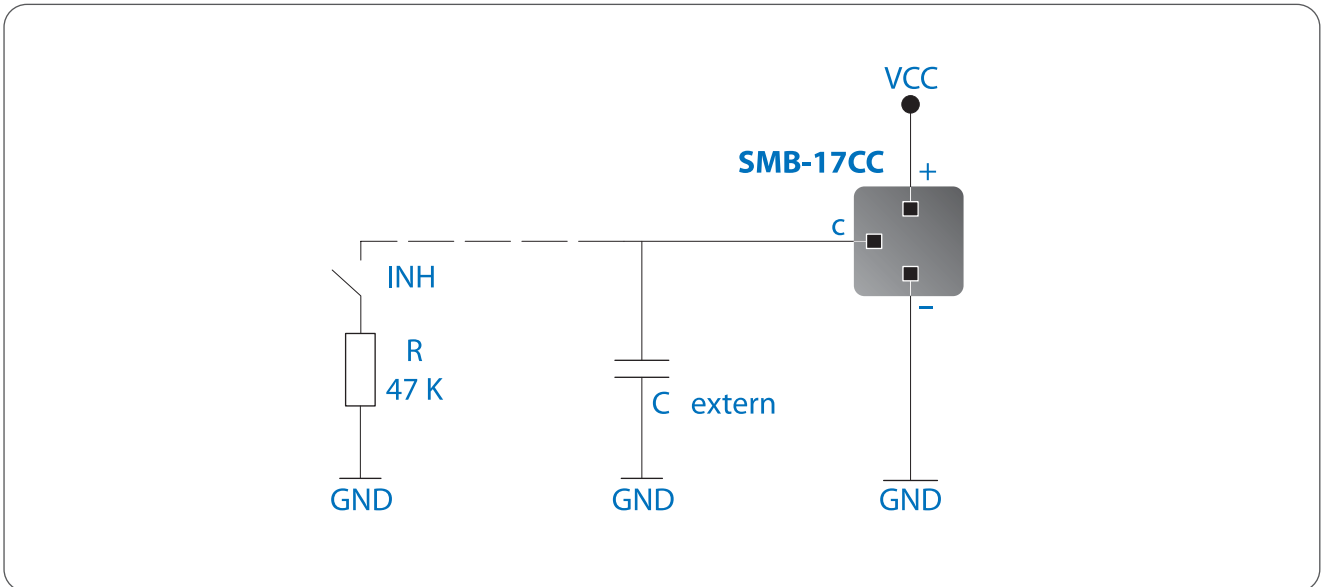 VCC
SMB-17CC
+
c
INH
–
R
47 K
C extern
GND
GND
GND